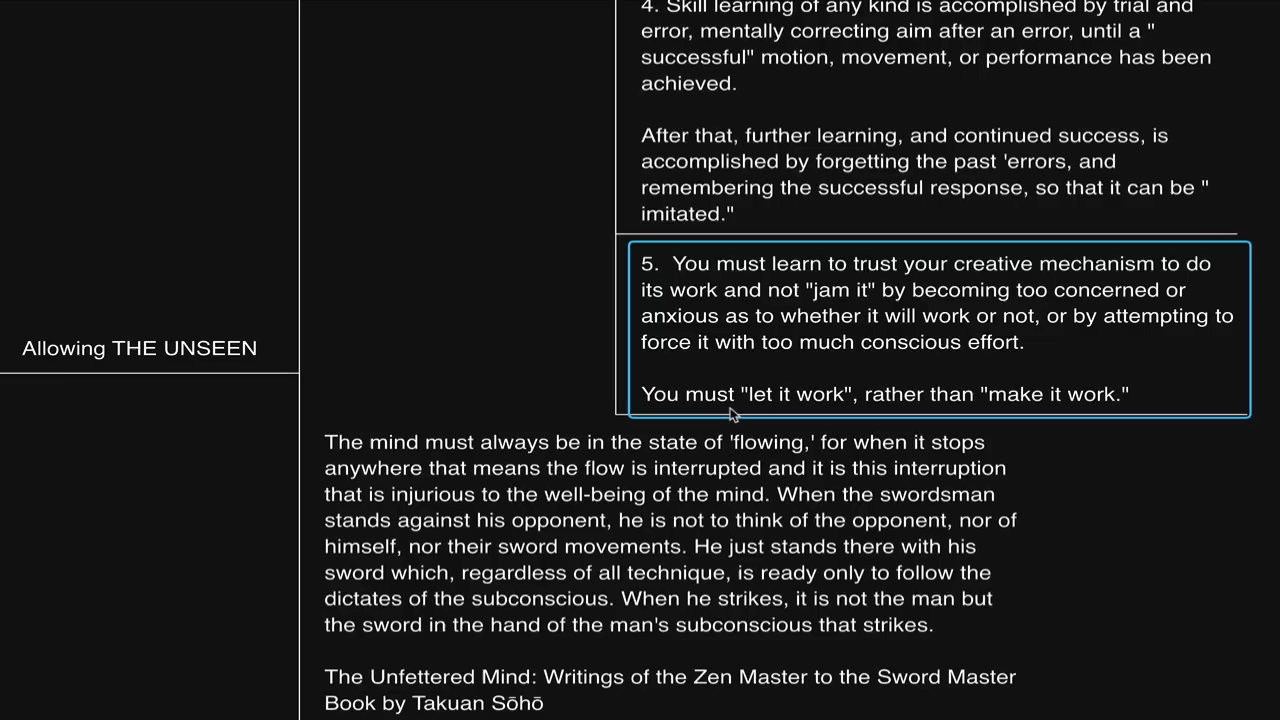 4. Skill learning of any kind is accomplished by trial and
error, mentally correcting aim after an error, until a "
successful" motion, movement, or performance has been
achieved.
After that, further learning, and continued success, is
accomplished by forgetting the past 'errors, and
remembering the successful response, so that it can be "
imitated."
5.  You must learn to trust your creative mechanism to do
its work and not "jam it" by becoming too concerned or
anxious as to whether it will work or not, or by attempting to
force it with too much conscious effort.
You must "let it work", rather than "make it work."
Allowing THE UNSEEN
The mind must always be in the state of 'flowing,' for when it stops
anywhere that means the flow is interrupted and it is this interruption
that is injurious to the well-being of the mind. When the swordsman
stands against his opponent, he is not to think of the opponent, nor of
himself, nor their sword movements. He just stands there with his
sword which, regardless of all technique, is ready only to follow the
dictates of the subconscious. When he strikes, it is not the man but
the sword in the hand of the man's subconscious that strikes.
The Unfettered Mind: Writings of the Zen Master to the Sword Master
Book by Takuan Sōhō